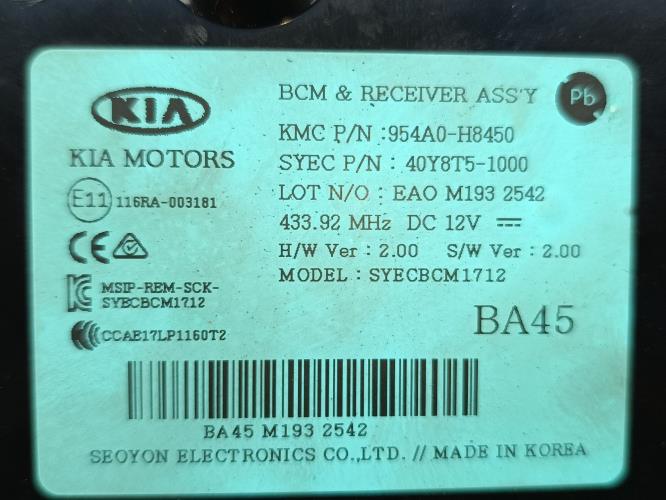 KIA
KIA MOTORS
BCM & RECEIVER ASS'Y
Pb
KMC P/N :954A0-H8450
SYEC P/N : 40Y8T5-1000
LOT N/O : EAO M193 2542
433.92 MHz DC 12V
H/W Ver : 2.00 S/W Ver : 2.00
MODEL : SYECBCM1712
E11 116RA-003181
CE
MSIP-REM-SCK-
SYECBCM1712
CCAE17LP1160T2
BA45
BA45 M193 2542
SEOYON ELECTRONICS CO.,LTD. // MADE IN KOREA